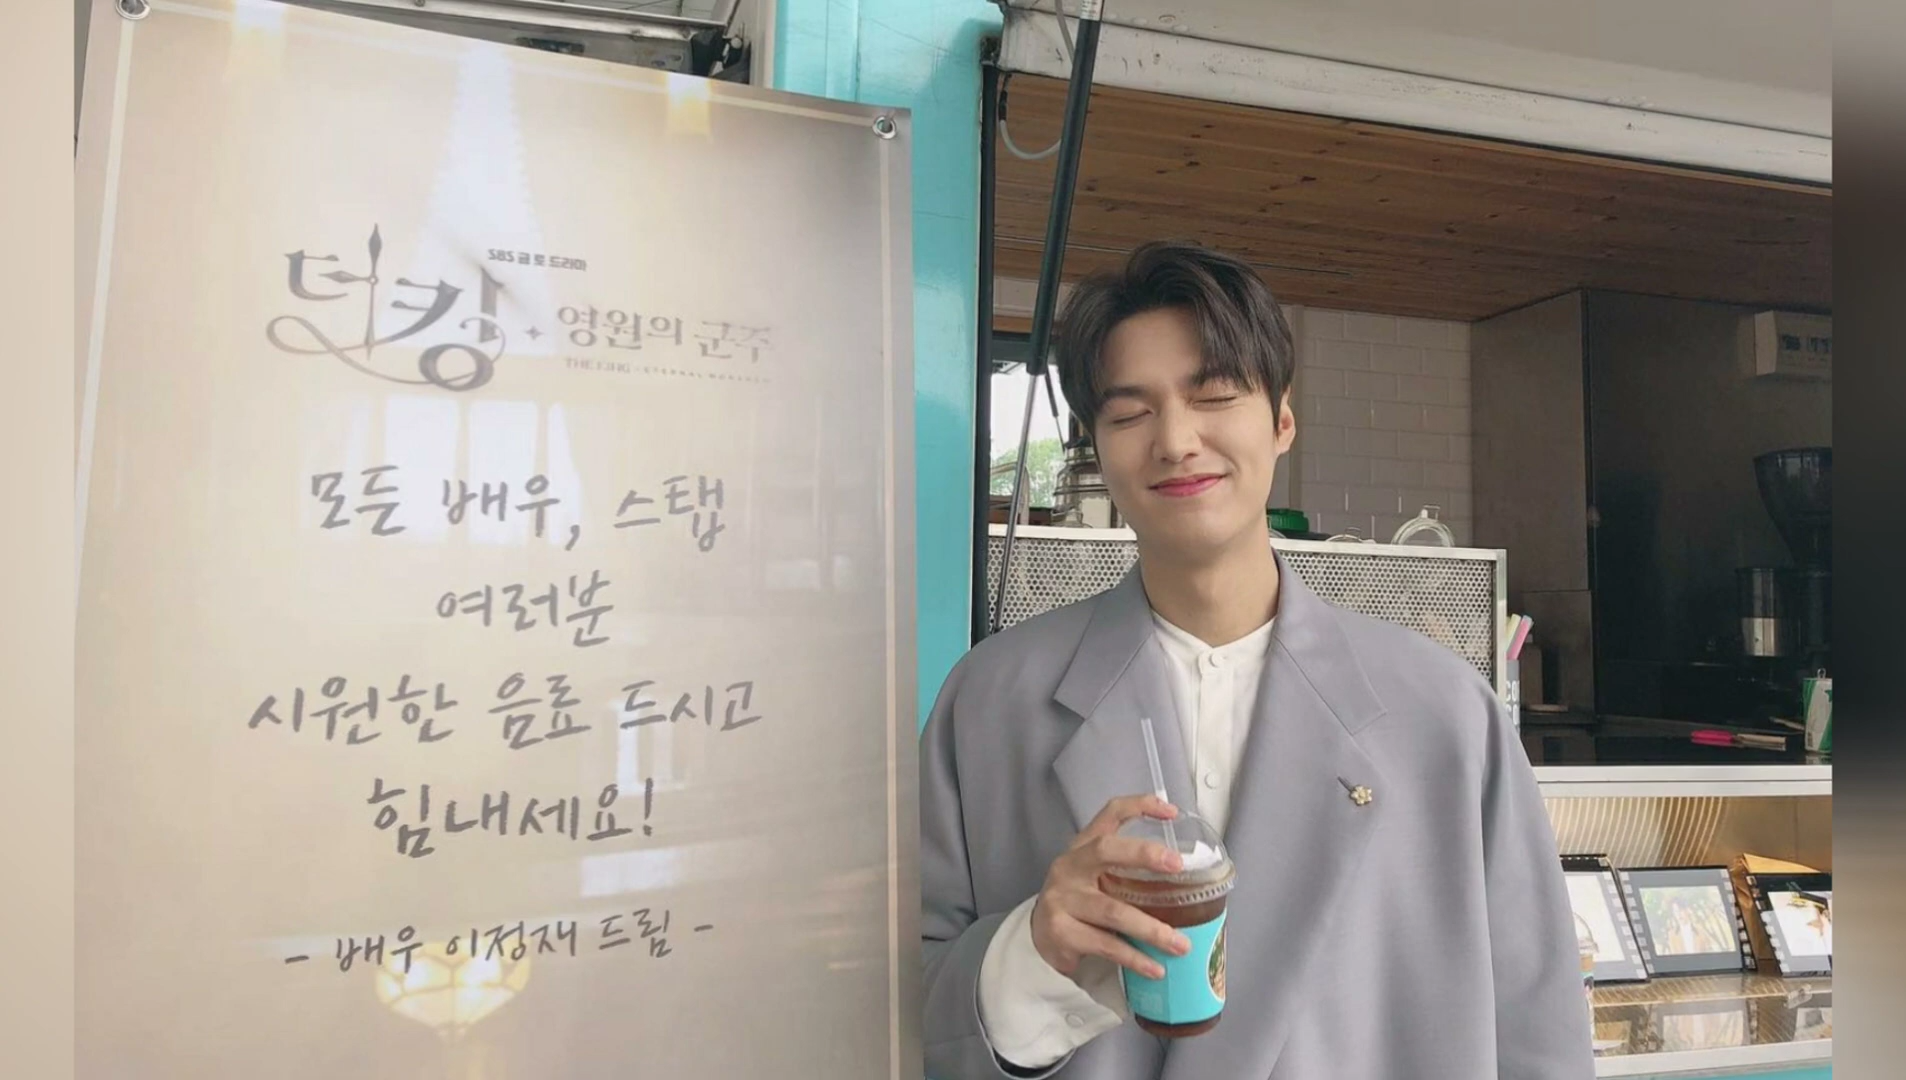 SBS 금토드라마
더킹 · 영원의 군주
THE KING : ETERNAL MONARCH
모든 배우, 스탭
여러분
시원한 음료 드시고
힘내세요!
- 배우 이정재 드림 -